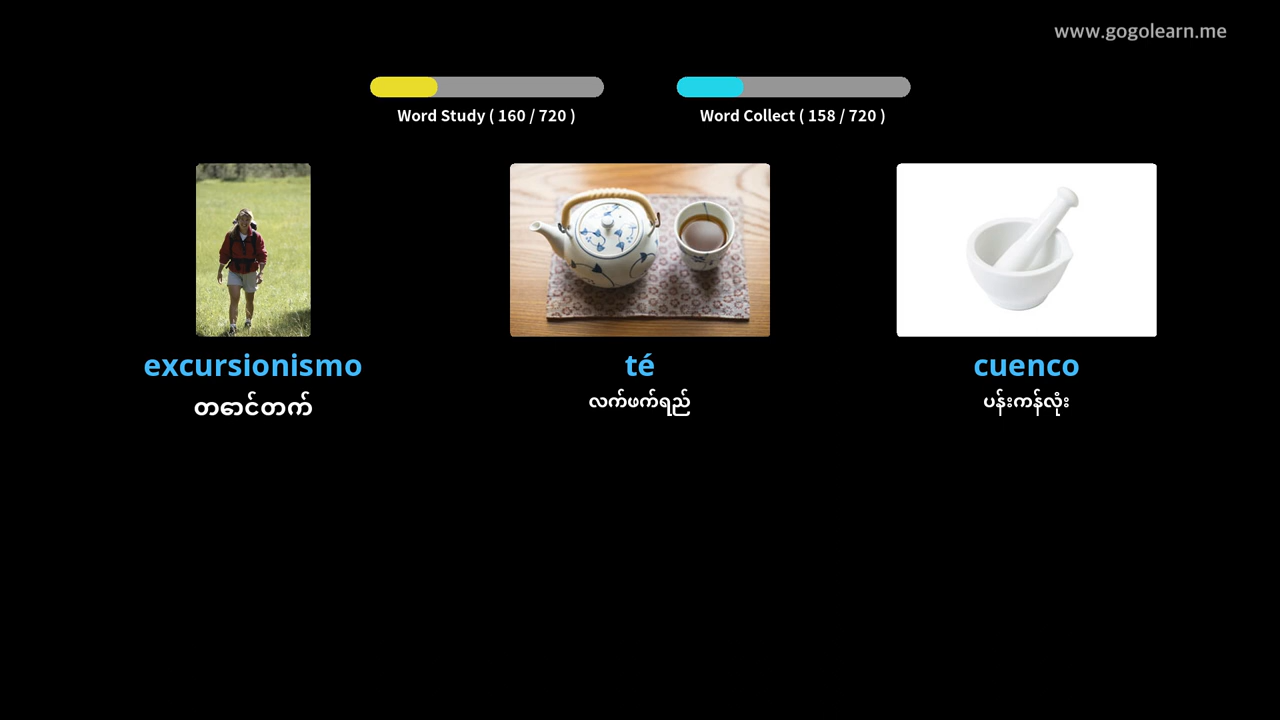 www.gogolearn.me
Word Study ( 160 / 720 )
Word Collect ( 158 / 720 )
excursionismo
တောင်တက်
té
လက်ဖက်ရည်
cuenco
ပန်းကန်လုံး